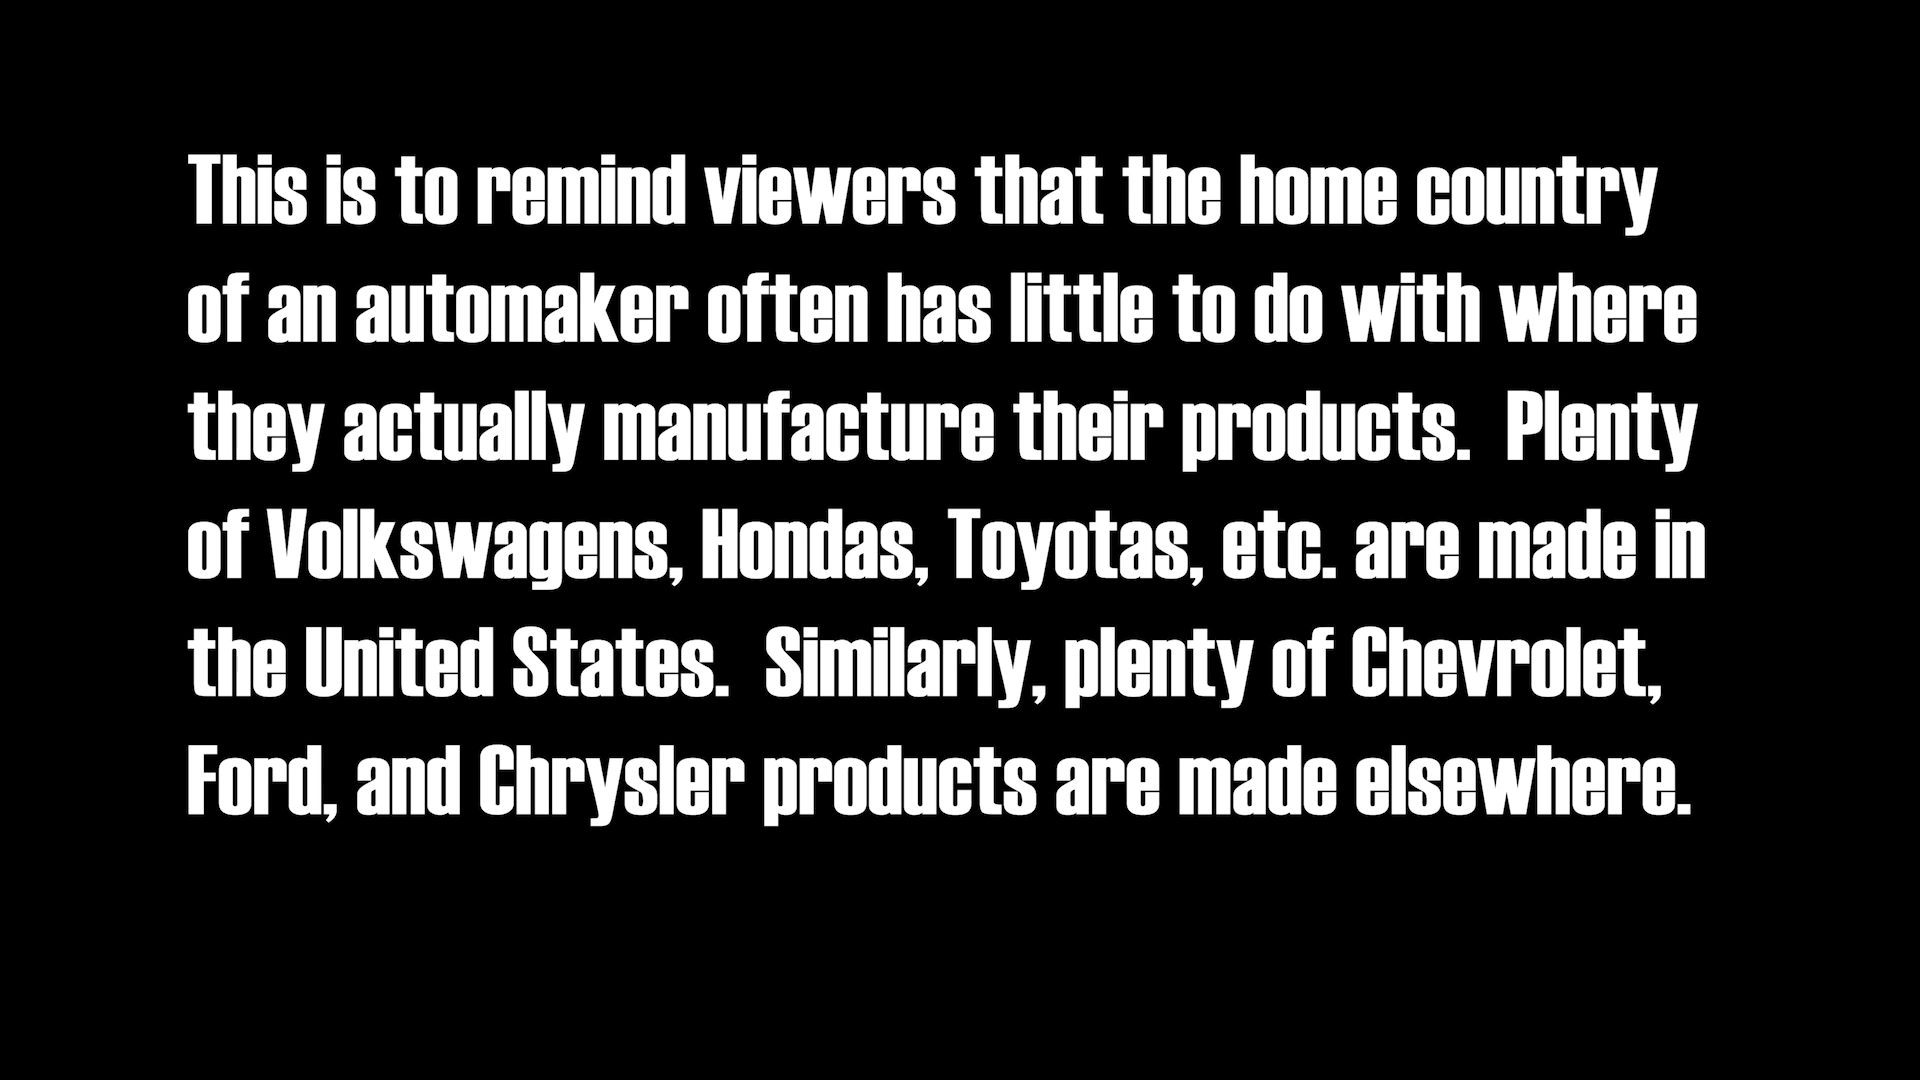 This is to remind viewers that the home country
of an automaker often has little to do with where
they actually manufacture their products.  Plenty
of Volkswagens, Hondas, Toyotas, etc. are made in
the United States.  Similarly, plenty of Chevrolet,
Ford, and Chrysler products are made elsewhere.